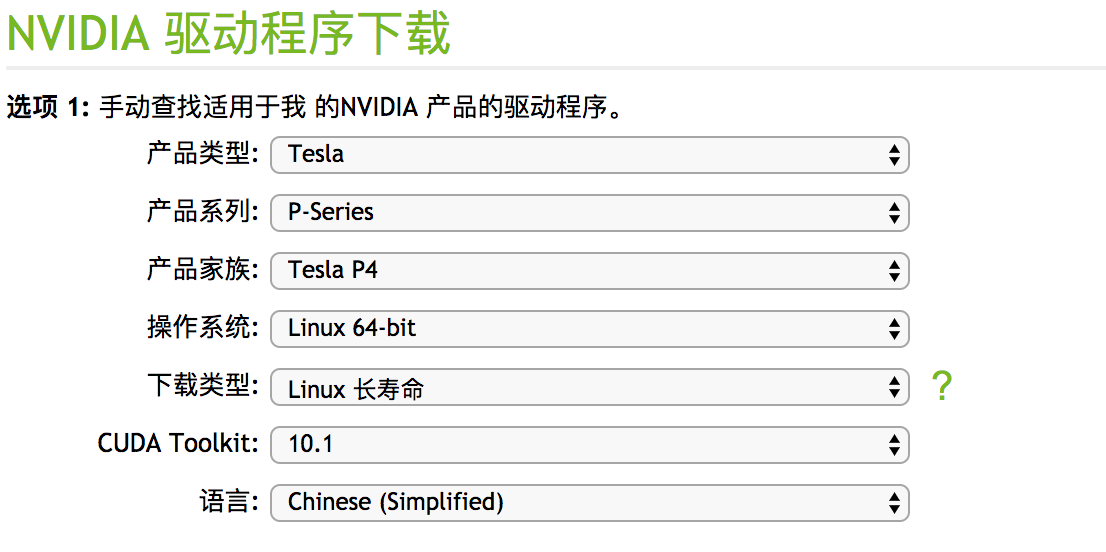 NVIDIA 驱动程序下载
选项 1: 手动查找适用于我 的NVIDIA 产品的驱动程序。
产品类型: Tesla
产品系列: P-Series
产品家族: Tesla P4
操作系统: Linux 64-bit
下载类型: Linux 长寿命 ?
CUDA Toolkit: 10.1
语言: Chinese (Simplified)